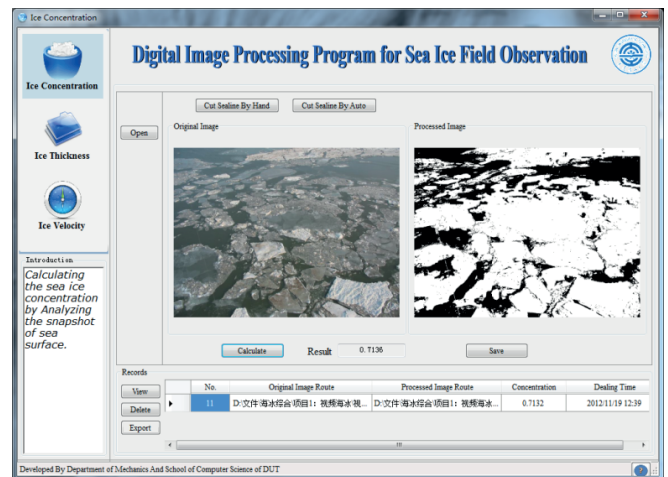 Ice Concentration
Digital Image Processing Program for Sea Ice Field Observation
Ice Concentration
Cut Sealine By Hand
Cut Sealine By Auto
Open
Original Image
Processed Image
Ice Thickness
Ice Velocity
Introduction
Calculating
the sea ice
concentration
by Analyzing
the snapshot
of sea
surface.
Calculate
Result
0.7136
Save
Records
View
Delete
Export
No.
Original Image Route
Processed Image Route
Concentration
Dealing Time
11
D:\文件\海冰综合\项目1：视频海冰\视...
D:\文件\海冰综合\项目1：视频海冰...
0.7132
2012/11/19 12:39
Developed By Department of Mechanics And School of Computer Science of DUT